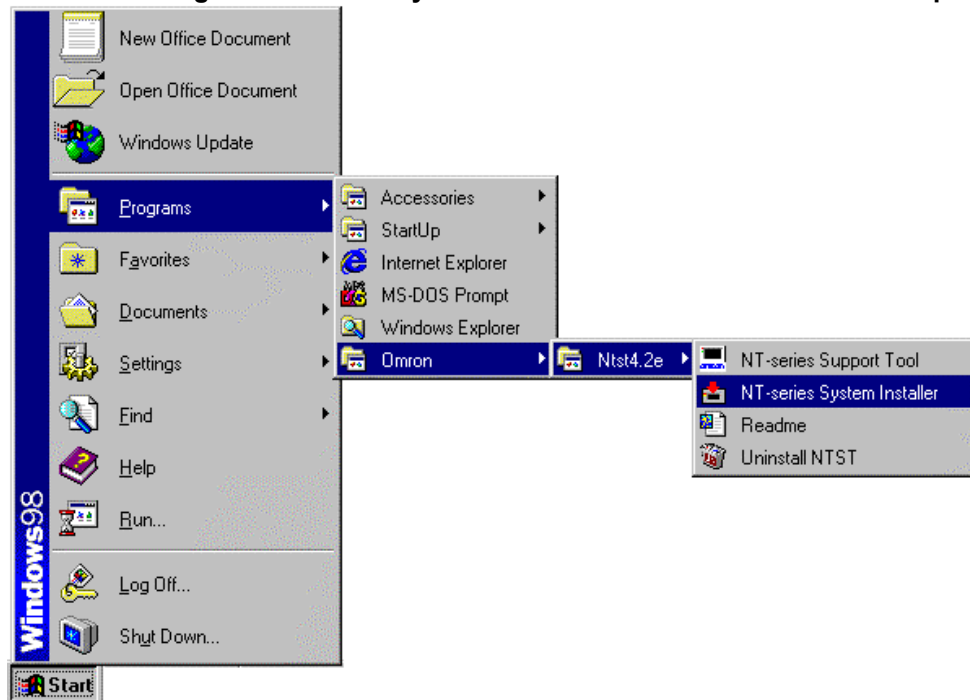 New Office Document
Open Office Document
Windows Update
Programs
Favorites
Documents
Settings
Find
Help
Run...
Log Off...
Shut Down...
Windows98
Start
Accessories
StartUp
Internet Explorer
MS-DOS Prompt
Windows Explorer
Omron
Ntst4.2e
NT-series Support Tool
NT-series System Installer
Readme
Uninstall NTST